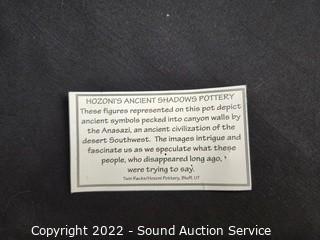 HOZONI'S ANCIENT SHADOWS POTTERY
These figures represented on this pot depict
ancient symbols pecked into canyon walls by
the Anasazi, an ancient civilization of the
desert Southwest. The images intrigue and
fascinate us as we speculate what these
people, who disappeared long ago,
were trying to say.
Twin Rocks/Hozoni Pottery, Bluff, UT
Copyright 2022 - Sound Auction Service